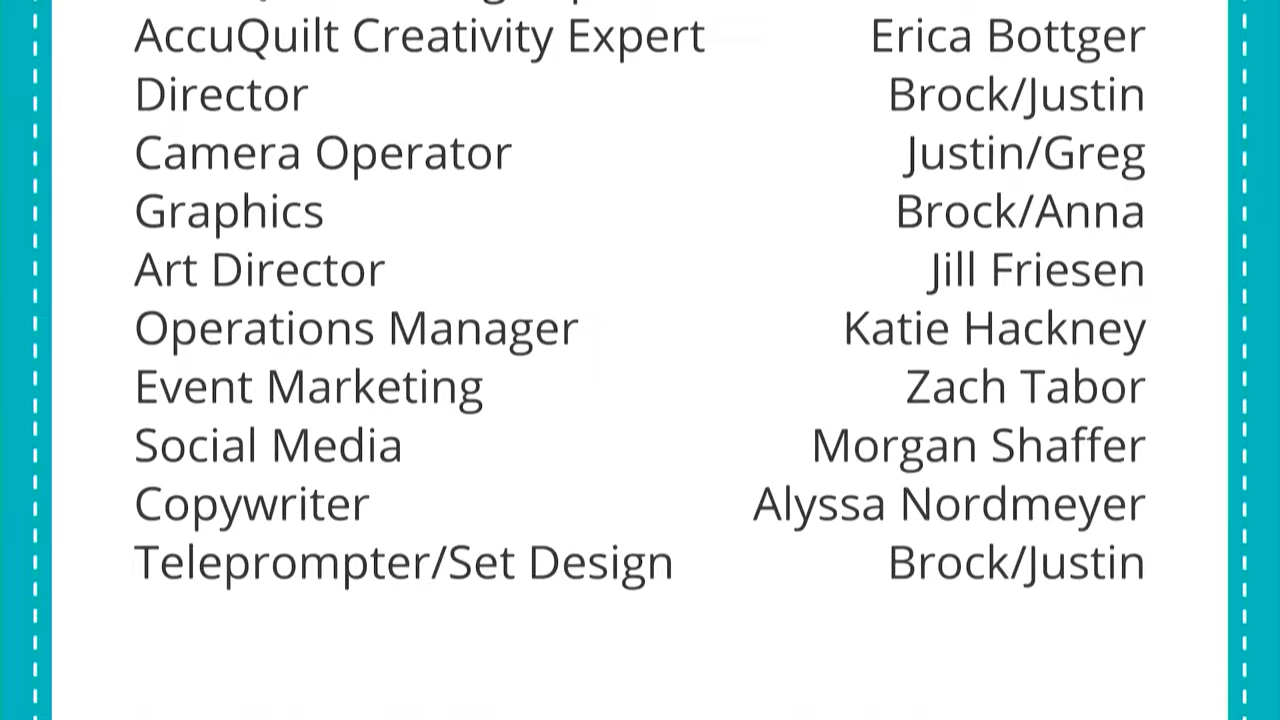 AccuQuilt Creativity Expert Erica Bottger
Director Brock/Justin
Camera Operator Justin/Greg
Graphics Brock/Anna
Art Director Jill Friesen
Operations Manager Katie Hackney
Event Marketing Zach Tabor
Social Media Morgan Shaffer
Copywriter Alyssa Nordmeyer
Teleprompter/Set Design Brock/Justin